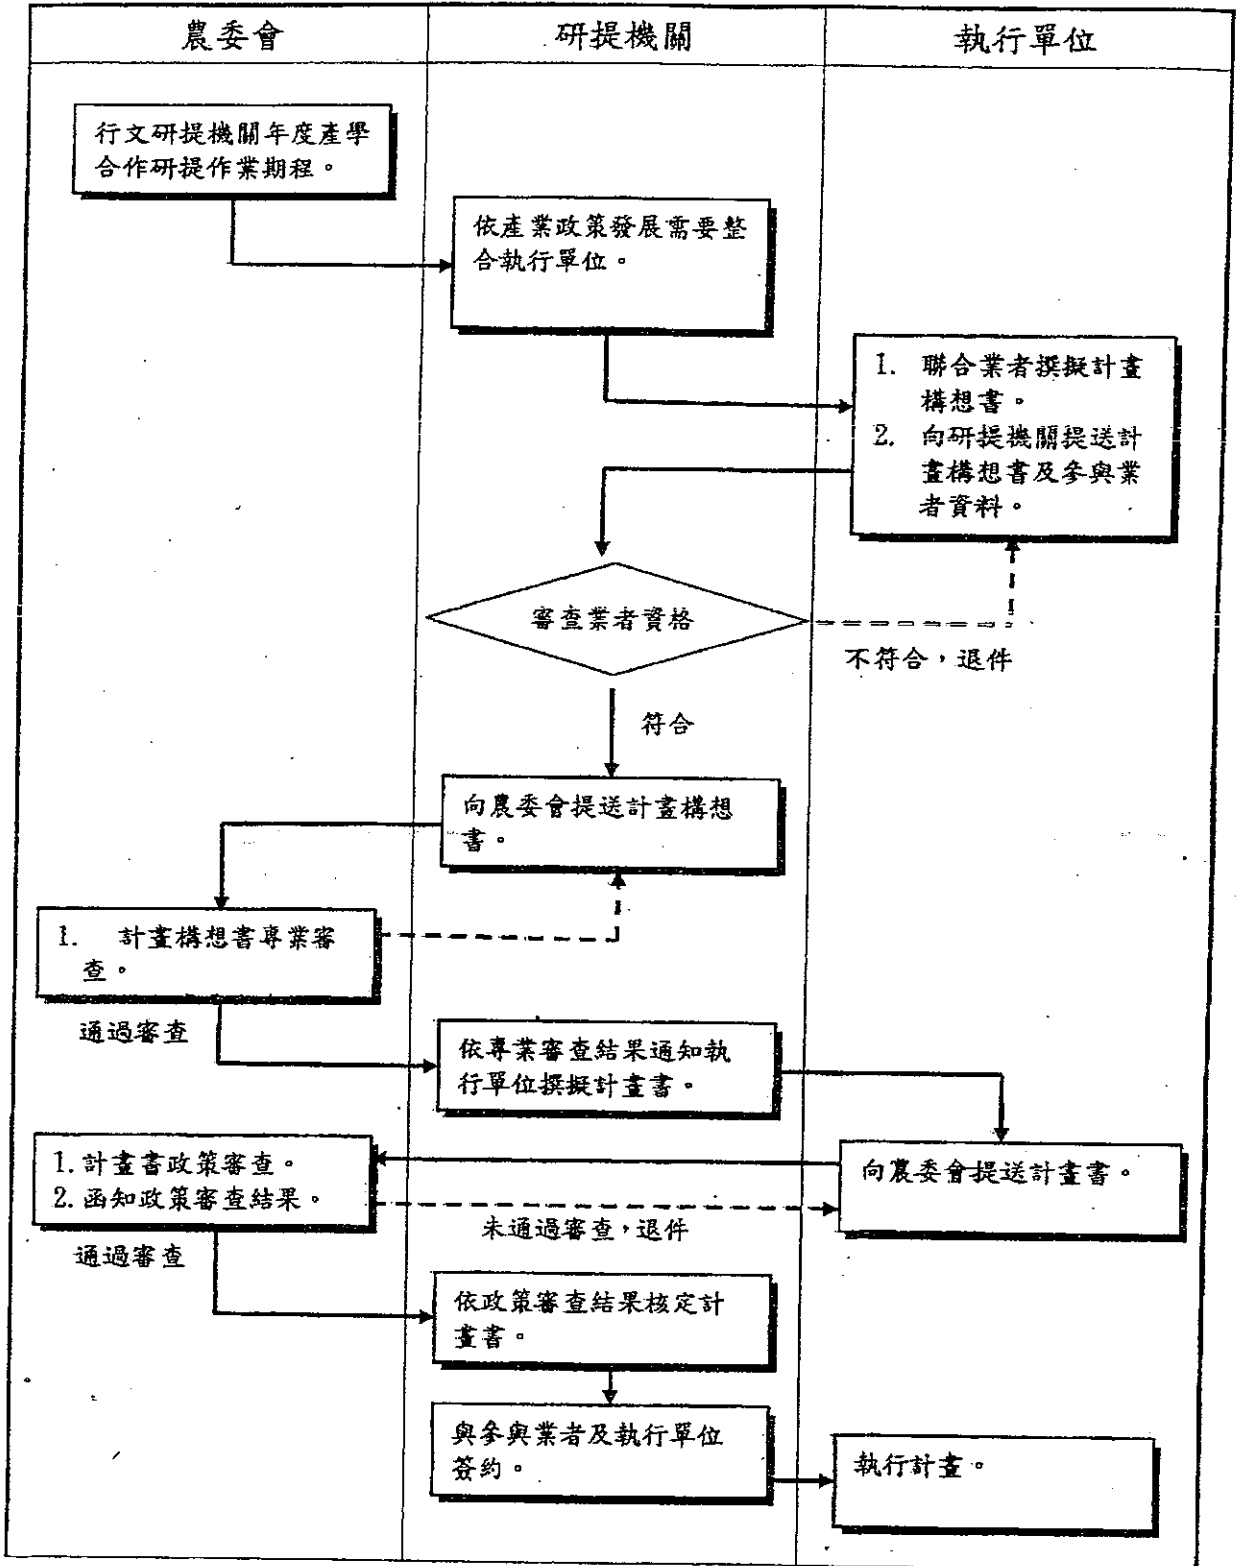 農委會
研提機關
執行單位
行文研提機關年度產學
合作研提作業期程。
依產業政策發展需要整
合執行單位。
1. 聯合業者撰擬計畫
構想書。
2. 向研提機關提送計
畫構想書及參與業
者資料。
審查業者資格
不符合,退件
符合
向農委會提送計畫構想
書。
1. 計畫構想書專業審
查。
通過審查
依專業審查結果通知執
行單位撰擬計畫書。
向農委會提送計畫書。
1.計畫書政策審查。
2.函知政策審查結果。
未通過審查,退件
通過審查
依政策審查結果核定計
畫書。
與參與業者及執行單位
簽約。
執行計畫。